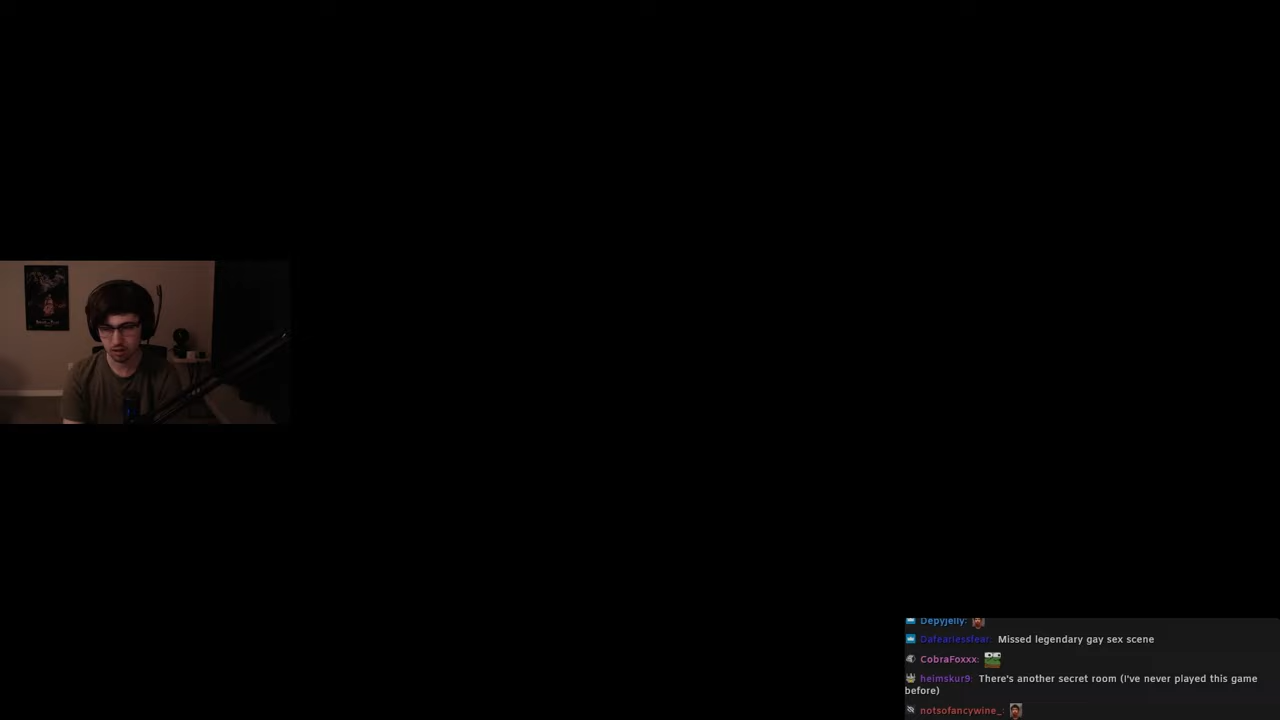 Depyjelly:
Dafearlessfear: Missed legendary gay sex scene
CobraFoxxx:
heimskur9: There's another secret room (I've never played this game
before)
notsofancywine_: